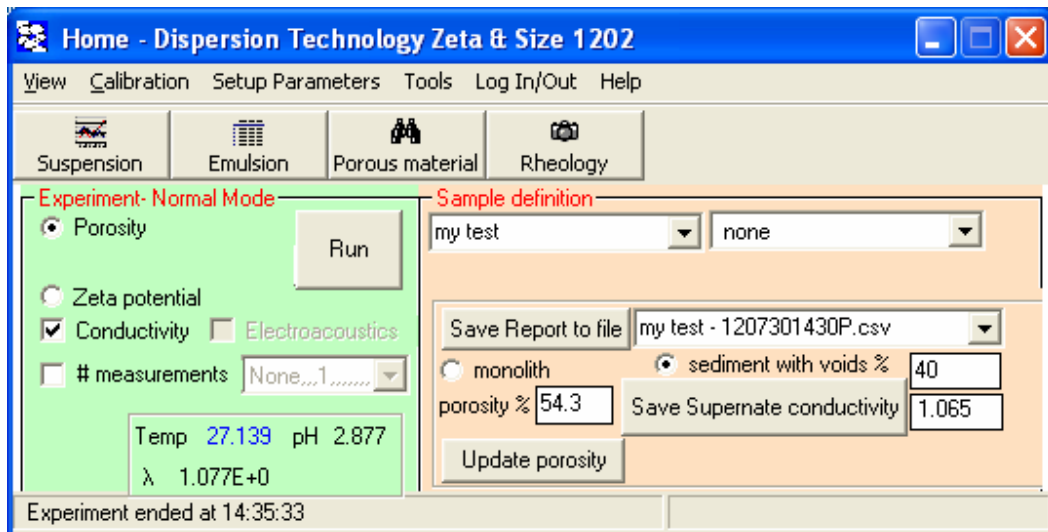 Home - Dispersion Technology Zeta & Size 1202
View Calibration Setup Parameters Tools Log In/Out Help
Suspension Emulsion Porous material Rheology
Experiment- Normal Mode
Porosity
Run
Zeta potential
Conductivity Electroacoustics
# measurements None,,,1,,,,,,,
Temp 27.139 pH 2.877
λ 1.077E+0
Sample definition
my test none
Save Report to file my test - 1207301430P.csv
monolith sediment with voids % 40
porosity % 54.3 Save Supernate conductivity 1.065
Update porosity
Experiment ended at 14:35:33